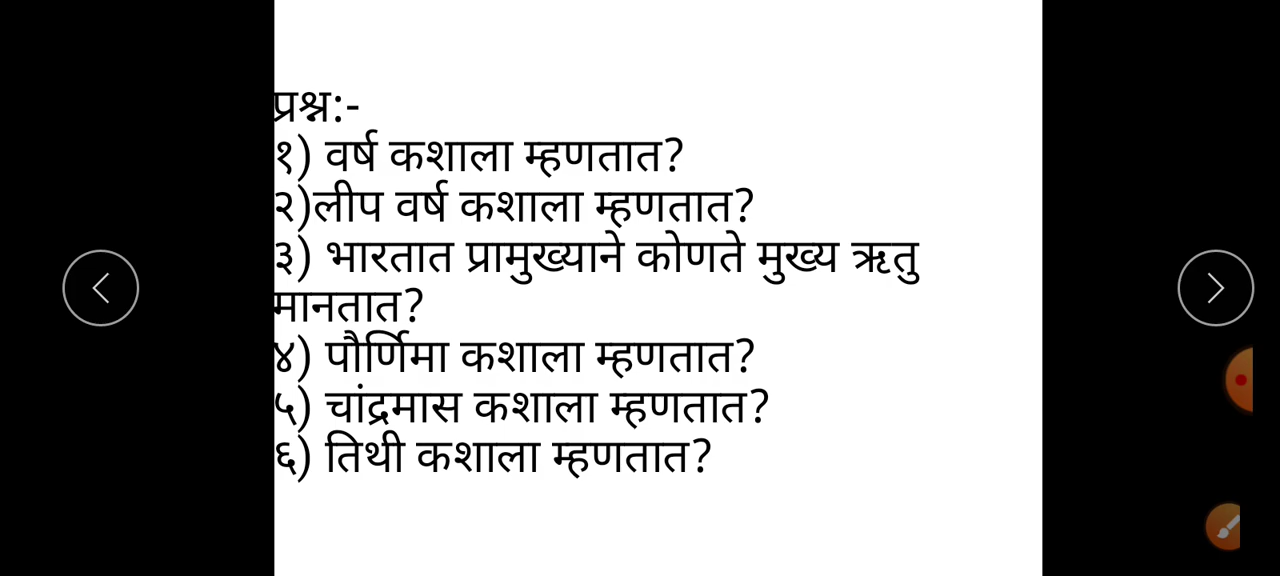 प्रश्न:-
१) वर्ष कशाला म्हणतात?
२)लीप वर्ष कशाला म्हणतात?
३) भारतात प्रामुख्याने कोणते मुख्य ऋतु
मानतात?
४) पौर्णिमा कशाला म्हणतात?
५) चांद्रमास कशाला म्हणतात?
६) तिथी कशाला म्हणतात?